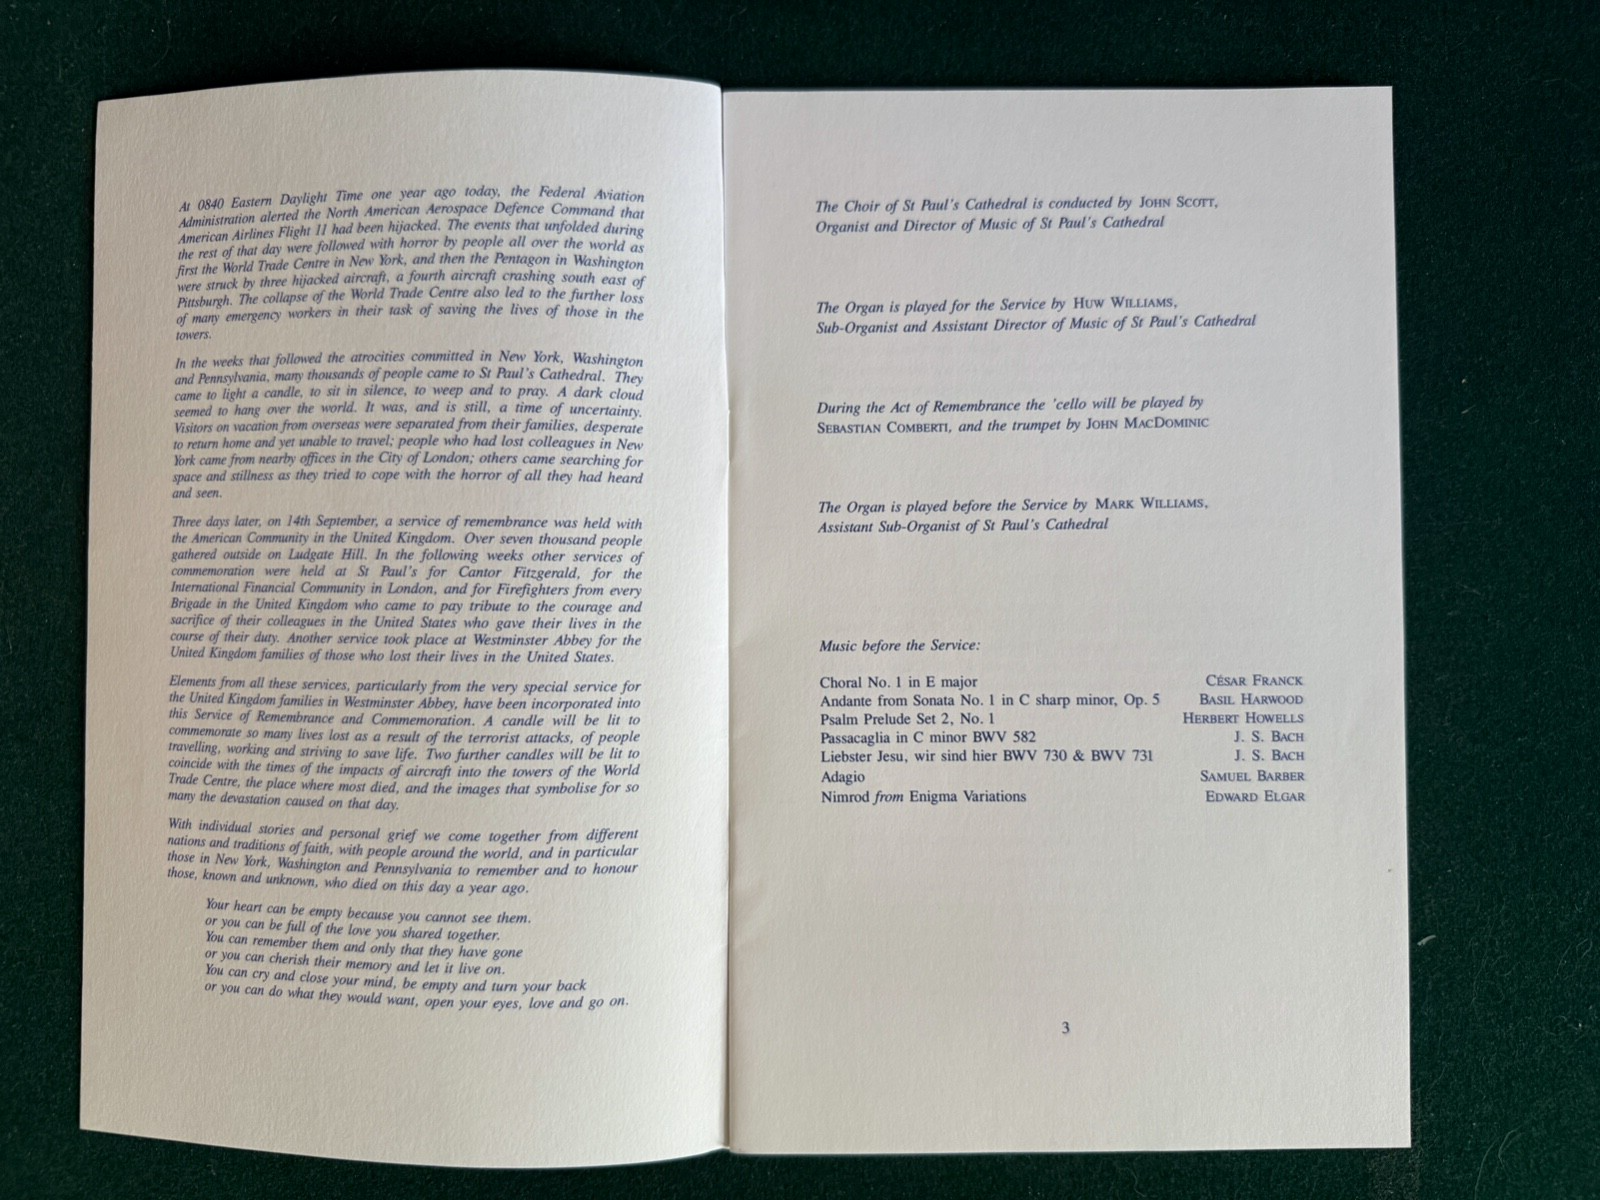 At 0840 Eastern Daylight Time one year ago today, the Federal Aviation
Administration alerted the North American Aerospace Defence Command that
American Airlines Flight 11 had been hijacked. The events that unfolded during
the rest of that day were followed with horror by people all over the world as
first the World Trade Centre in New York, and then the Pentagon in Washington
were struck by three hijacked aircraft, a fourth aircraft crashing south east of
Pittsburgh. The collapse of the World Trade Centre also led to the further loss
of many emergency workers in their task of saving the lives of those in the
towers.
In the weeks that followed the atrocities committed in New York, Washington
and Pennsylvania, many thousands of people came to St Paul's Cathedral. They
came to light a candle, to sit in silence, to weep and to pray. A dark cloud
seemed to hang over the world. It was, and is still, a time of uncertainty.
Visitors on vacation from overseas were separated from their families, desperate
to return home and yet unable to travel; people who had lost colleagues in New
York came from nearby offices in the City of London; others came searching for
space and stillness as they tried to cope with the horror of all they had heard
and seen.
Three days later, on 14th September, a service of remembrance was held with
the American Community in the United Kingdom. Over seven thousand people
gathered outside on Ludgate Hill. In the following weeks other services of
commemoration were held at St Paul's for Cantor Fitzgerald, for the
International Financial Community in London, and for Firefighters from every
Brigade in the United Kingdom who came to pay tribute to the courage and
sacrifice of their colleagues in the United States who gave their lives in the
course of their duty. Another service took place at Westminster Abbey for the
United Kingdom families of those who lost their lives in the United States.
Elements from all these services, particularly from the very special service for
the United Kingdom families in Westminster Abbey, have been incorporated into
this Service of Remembrance and Commemoration. A candle will be lit to
commemorate so many lives lost as a result of the terrorist attacks, of people
travelling, working and striving to save life. Two further candles will be lit to
coincide with the times of the impacts of aircraft into the towers of the World
Trade Centre, the place where most died, and the images that symbolise for so
many the devastation caused on that day.
With individual stories and personal grief we come together from different
nations and traditions of faith, with people around the world, and in particular
those in New York, Washington and Pennsylvania to remember and to honour
those, known and unknown, who died on this day a year ago.
Your heart can be empty because you cannot see them.
or you can be full of the love you shared together.
You can remember them and only that they have gone
or you can cherish their memory and let it live on.
You can cry and close your mind, be empty and turn your back
or you can do what they would want, open your eyes, love and go on.
The Choir of St Paul's Cathedral is conducted by JOHN SCOTT,
Organist and Director of Music of St Paul's Cathedral
The Organ is played for the Service by HUW WILLIAMS,
Sub-Organist and Assistant Director of Music of St Paul's Cathedral
During the Act of Remembrance the 'cello will be played by
SEBASTIAN COMBERTI, and the trumpet by JOHN MACDOMINIC
The Organ is played before the Service by MARK WILLIAMS,
Assistant Sub-Organist of St Paul's Cathedral
Music before the Service:
Choral No. 1 in E major CÉSAR FRANCK
Andante from Sonata No. 1 in C sharp minor, Op. 5 BASIL HARWOOD
Psalm Prelude Set 2, No. 1 HERBERT HOWELLS
Passacaglia in C minor BWV 582 J. S. BACH
Liebster Jesu, wir sind hier BWV 730 & BWV 731 J. S. BACH
Adagio SAMUEL BARBER
Nimrod from Enigma Variations EDWARD ELGAR
3